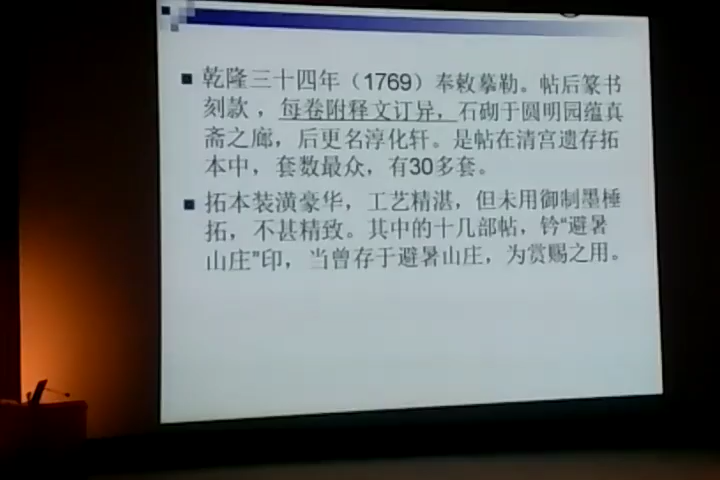 ■ 乾隆三十四年（1769）奉敕摹勒。帖后篆书
刻款，每卷附释文订异，石砌于圆明园蕴真
斋之廊，后更名淳化轩。是帖在清宫遗存拓
本中，套数最众，有30多套。
■ 拓本装潢豪华，工艺精湛，但未用御制墨棰
拓，不甚精致。其中的十几部帖，钤“避暑
山庄”印，当曾存于避暑山庄，为赏赐之用。